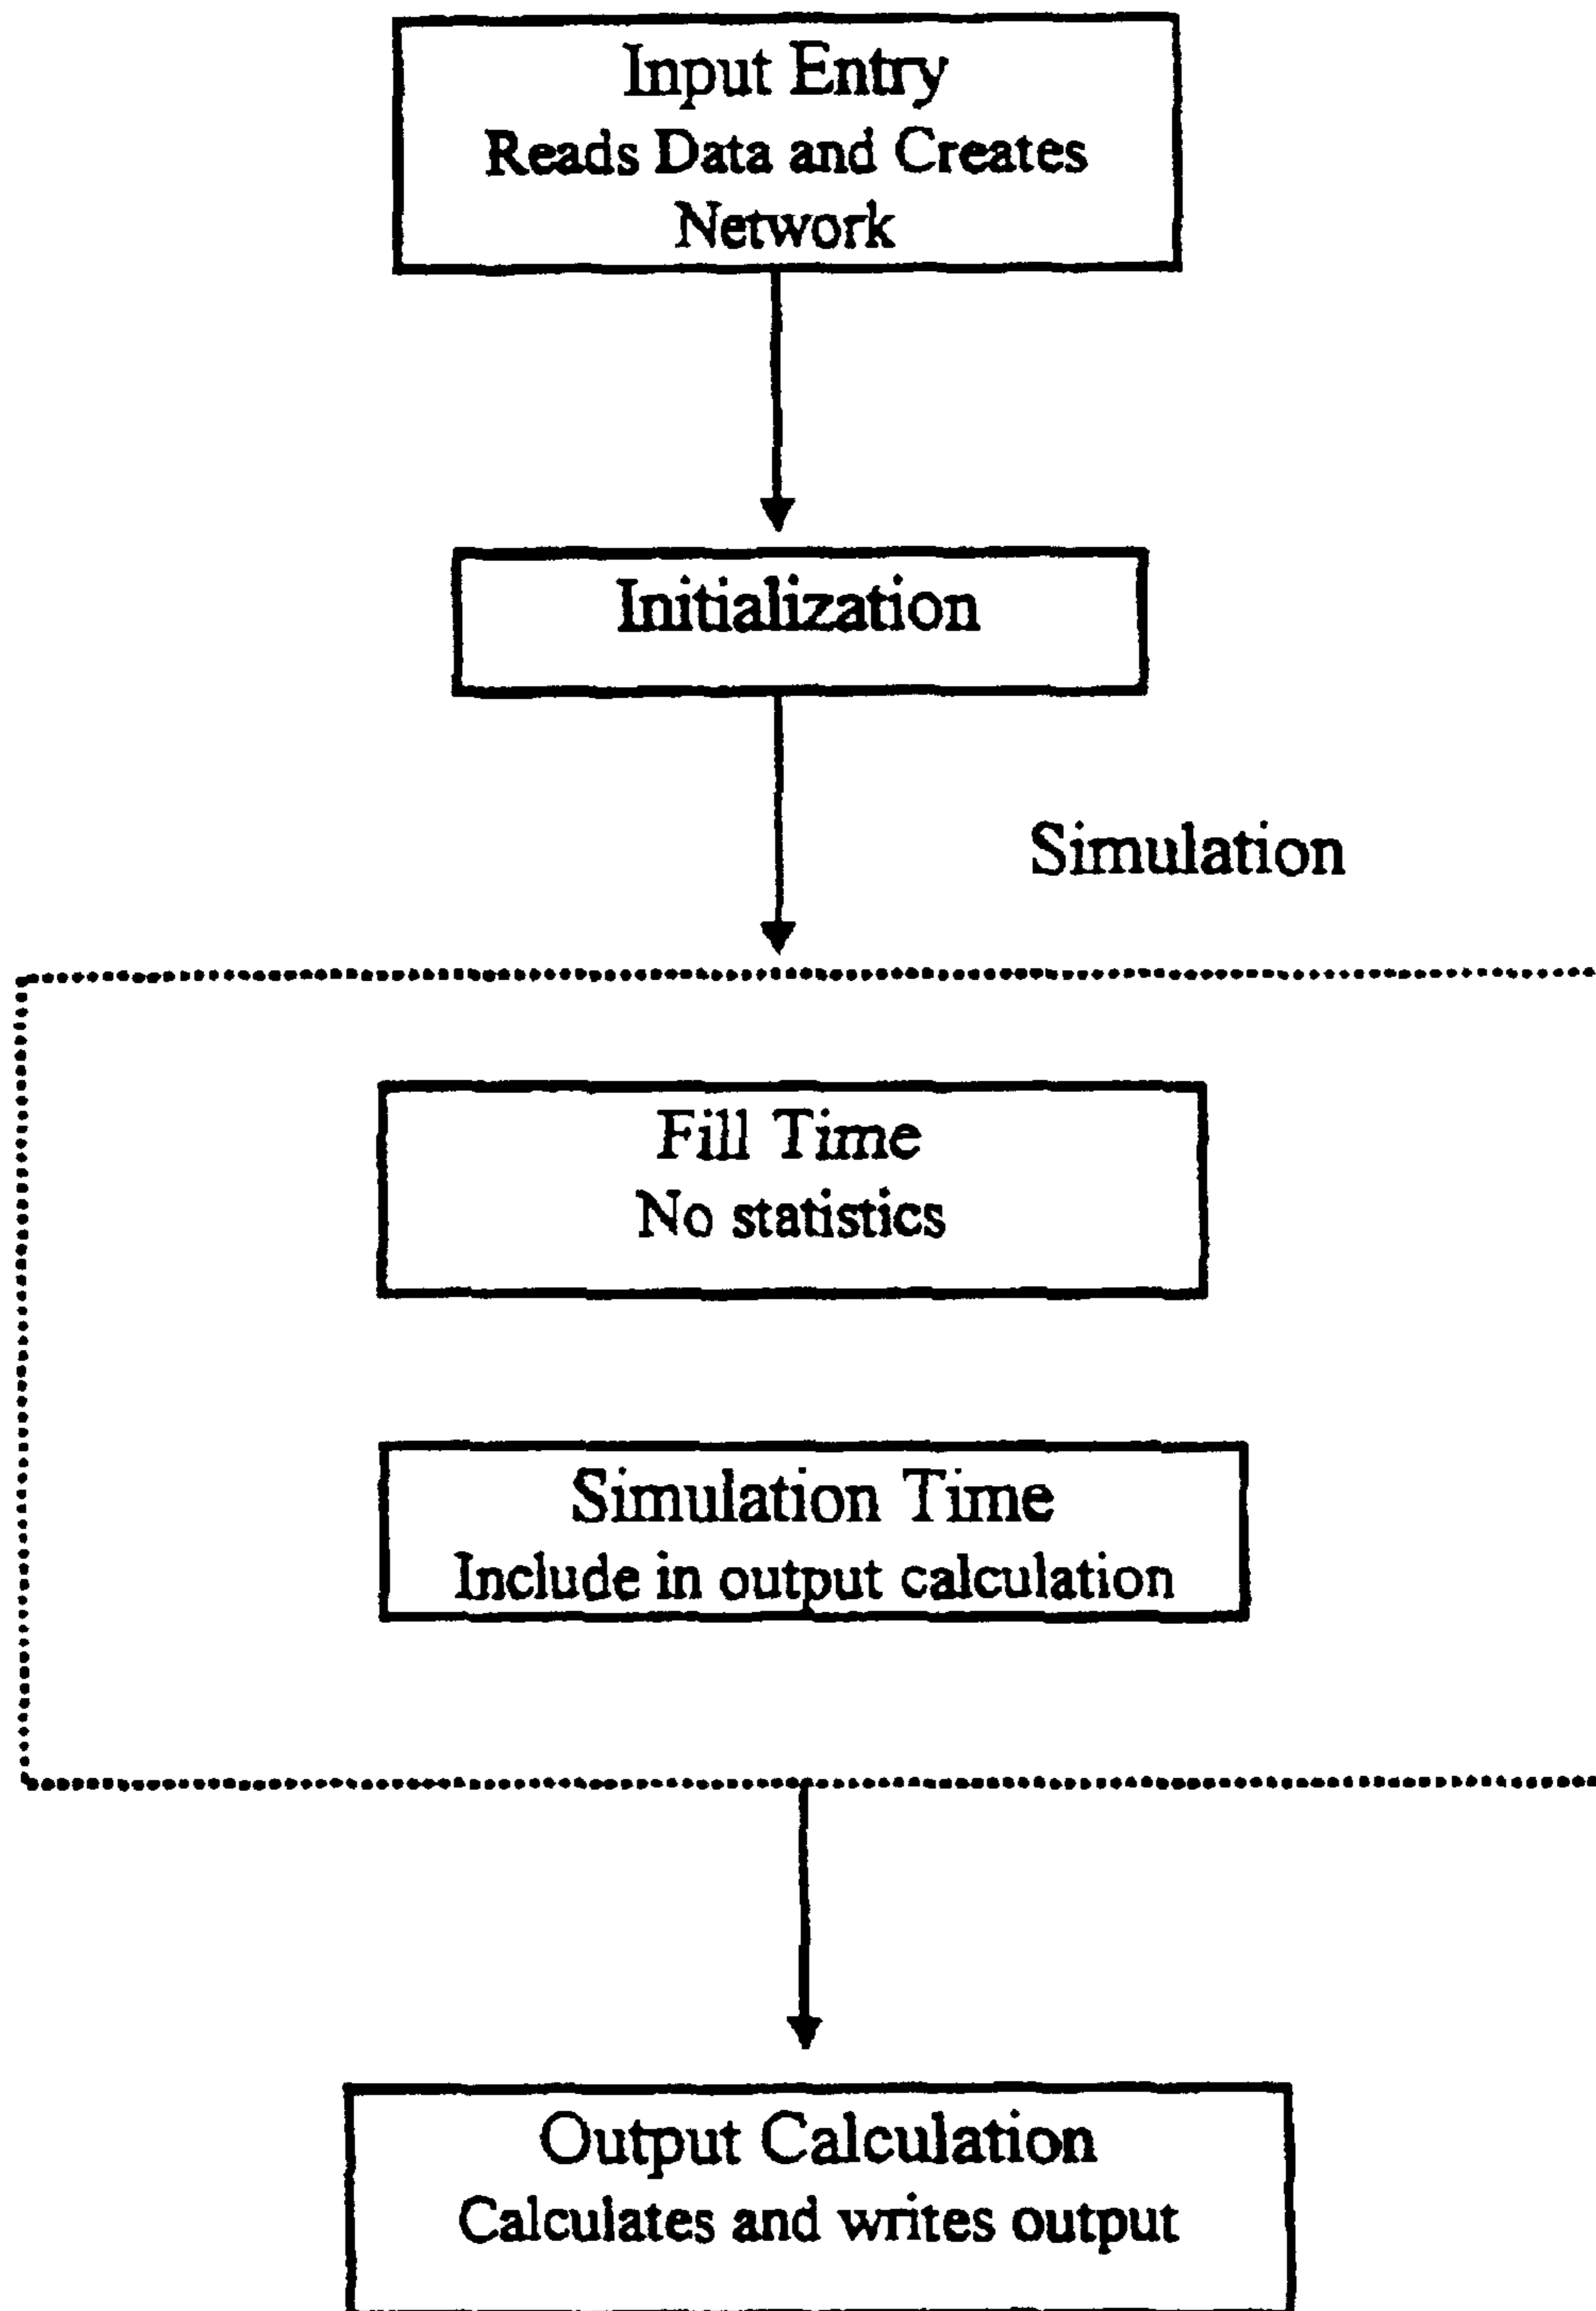 Input Entry
Reads Data and Creates
Network
Initialization
Simulation
Fill Time
No statistics
Simulation Time
Include in output calculation
Output Calculation
Calculates and writes output